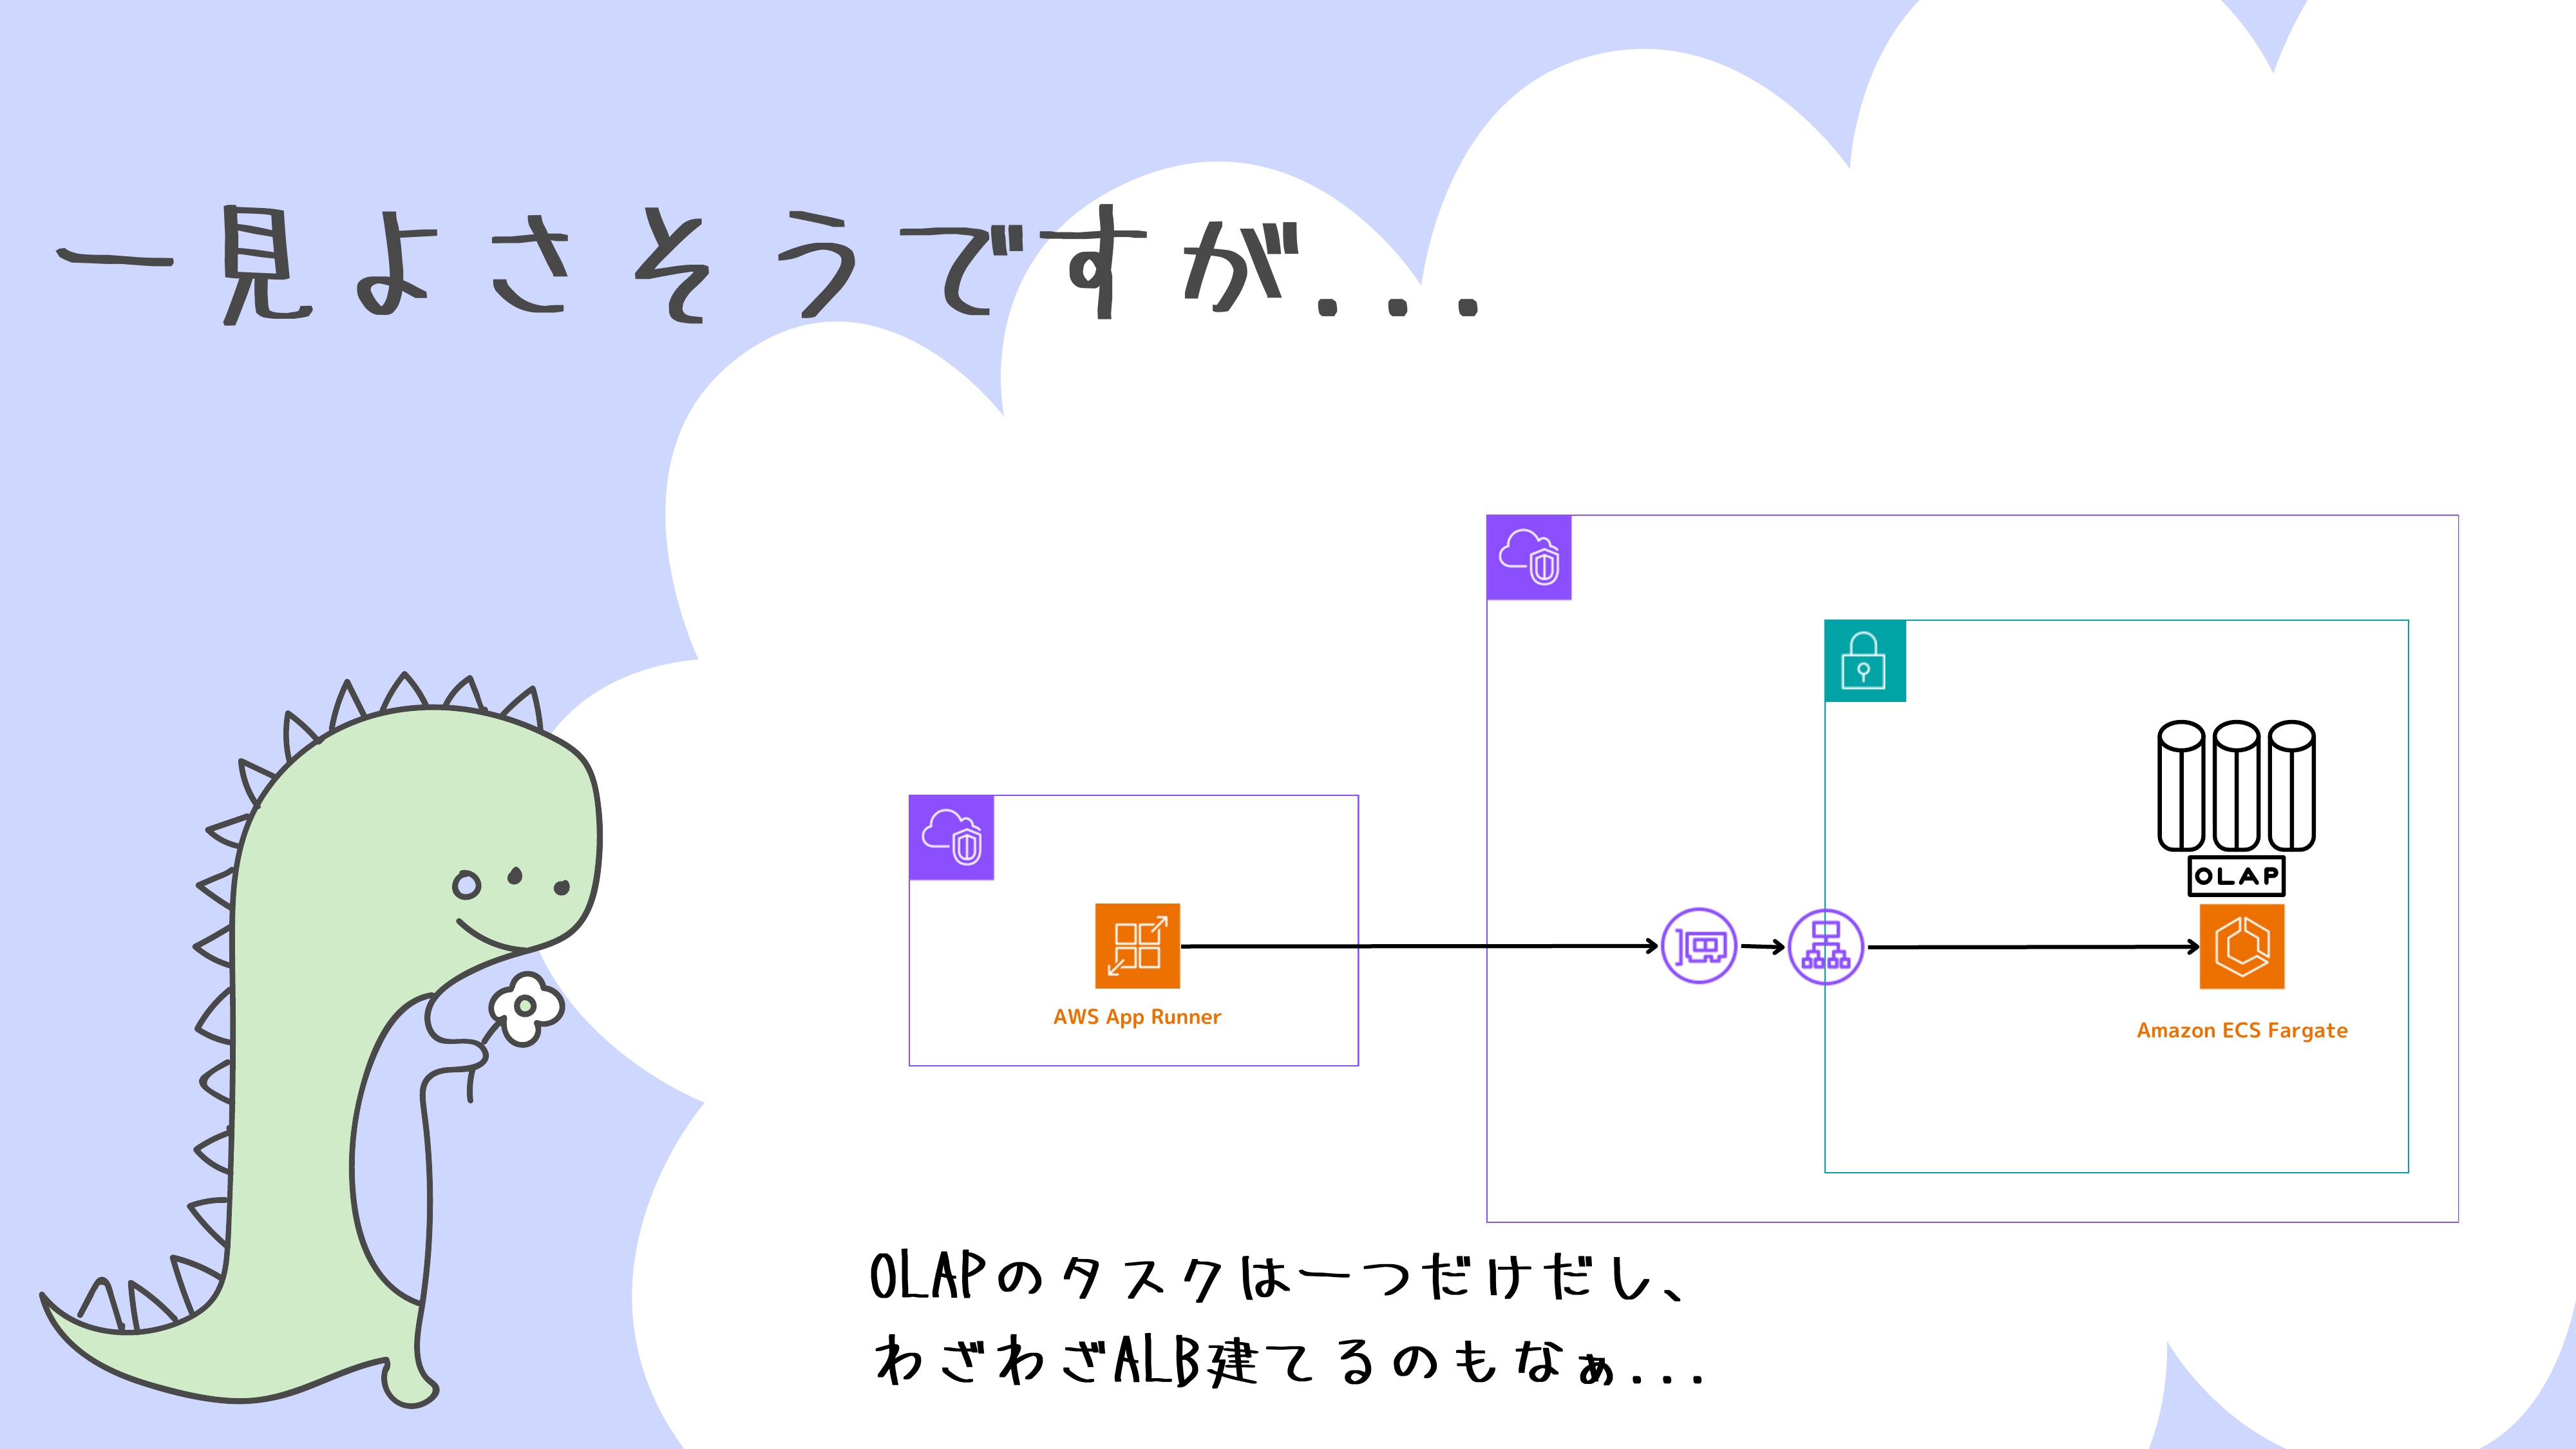 一見よさそうですが...
OLAP
AWS App Runner
Amazon ECS Fargate
OLAPのタスクは一つだけだし、
わざわざALB建てるのもなぁ...